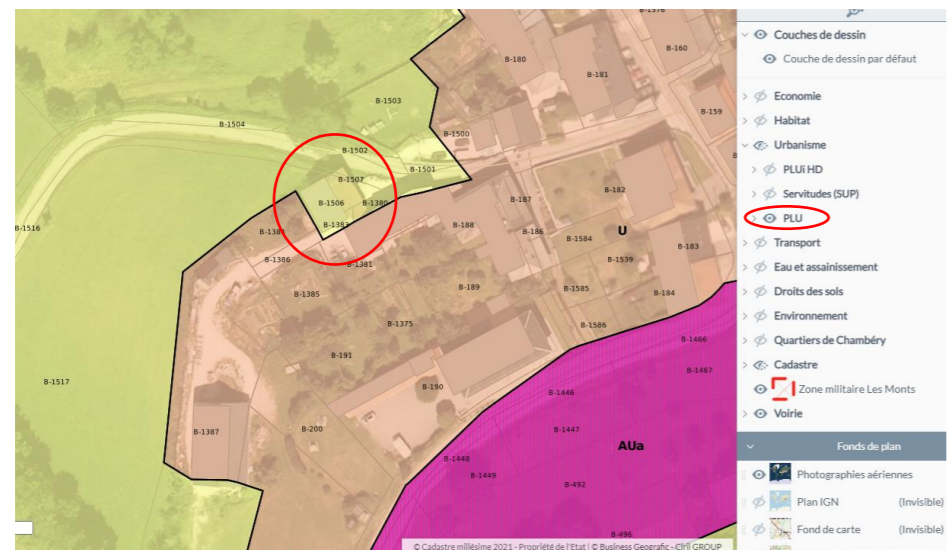 B-1576
B-160
B-180
B-181
B-1503
B-159
B-1504
B-1500
B-1502
B-1501
B-1507
B-182
B-187
B-1506
B-1380
B-1516
B-188
B-186
U
B-1584
B-183
B-1386
B-1381
B-1539
B-189
B-1585
B-184
B-1385
B-1375
B-1586
B-1466
B-191
B-1467
B-1517
B-190
B-1446
B-1387
B-200
B-1447
AUa
B-1448
B-1449
B-492
B-496
© Cadastre millésime 2021 - Propriété de l'Etat | © Business Geografic - Ciril GROUP
Couches de dessin
Couche de dessin par défaut
Economie
Habitat
Urbanisme
PLUi HD
Servitudes (SUP)
PLU
Transport
Eau et assainissement
Droits des sols
Environnement
Quartiers de Chambéry
Cadastre
Zone militaire Les Monts
Voirie
Fonds de plan
Photographies aériennes
Plan IGN (Invisible)
Fond de carte (Invisible)